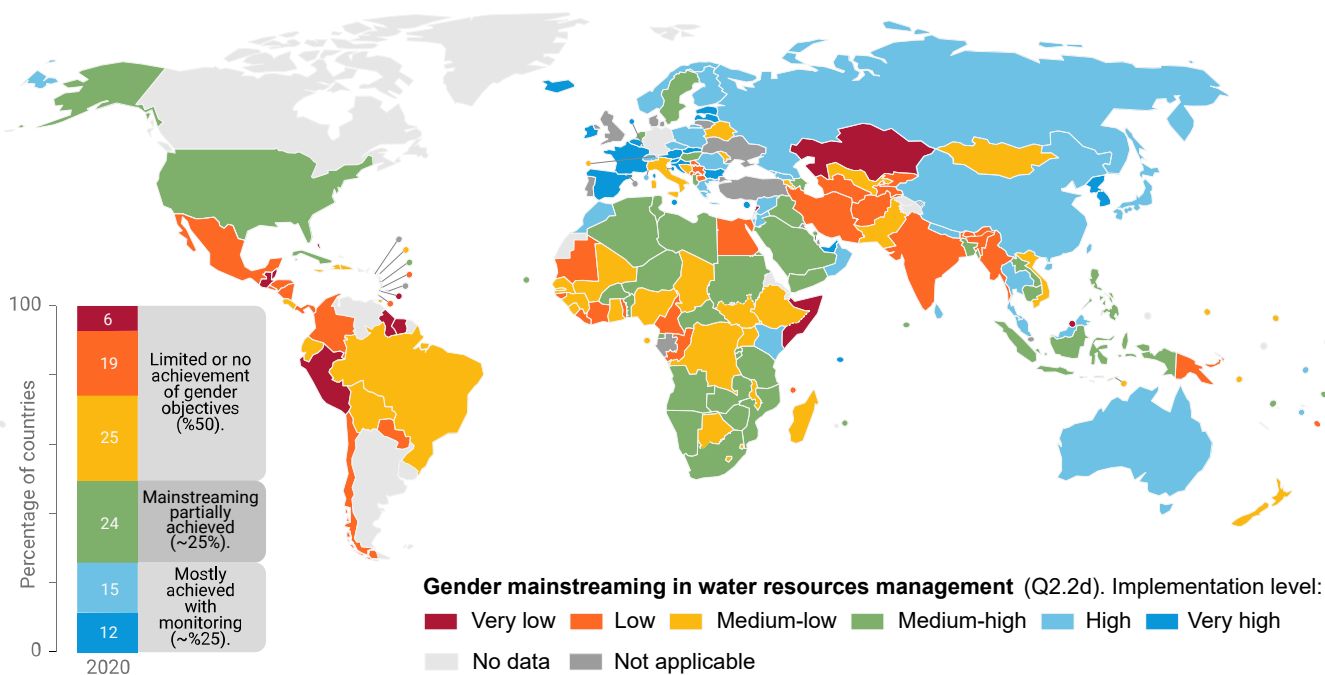 100
Percentage of countries
0
6
19
25
24
15
12
2020
Limited or no
achievement
of gender
objectives
(%50).
Mainstreaming
partially
achieved
(~25%).
Mostly
achieved
with
monitoring
(~%25).
Gender mainstreaming in water resources management (Q2.2d). Implementation level:
Very low Low Medium-low Medium-high High Very high
No data Not applicable